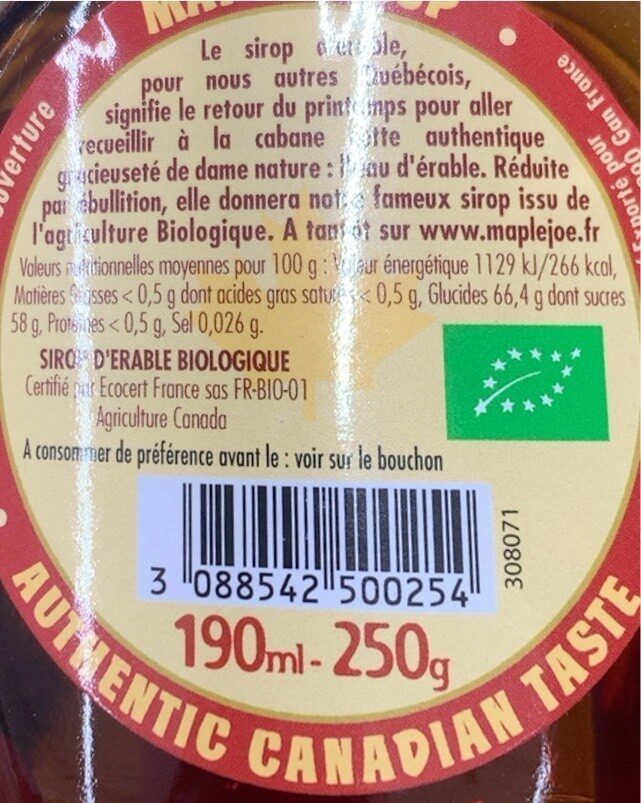 Le sirop d'érable,
pour nous autres Québécois,
signifie le retour du printemps pour aller
recueillir à la cabane cette authentique
gracieuseté de dame nature : l'eau d'érable. Réduite
par ébullition, elle donnera notre fameux sirop issu de
l'agriculture Biologique. A tantôt sur www.maplejoe.fr
Valeurs nutritionnelles moyennes pour 100 g : Valeur énergétique 1129 kJ/266 kcal,
Matières Grasses < 0,5 g dont acides gras saturés < 0,5 g, Glucides 66,4 g dont sucres
58 g, Protéines < 0,5 g, Sel 0,026 g.
SIROP D'ERABLE BIOLOGIQUE
Certifié par Ecocert France sas FR-BIO-01
Agriculture Canada
A consommer de préférence avant le : voir sur le bouchon
3 088542 500254
308071
190ml - 250g
AUTHENTIC CANADIAN TASTE
pour
Gan France